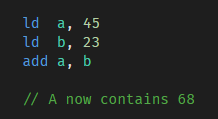 ld  a, 45
ld  b, 23
add a, b
// A now contains 68